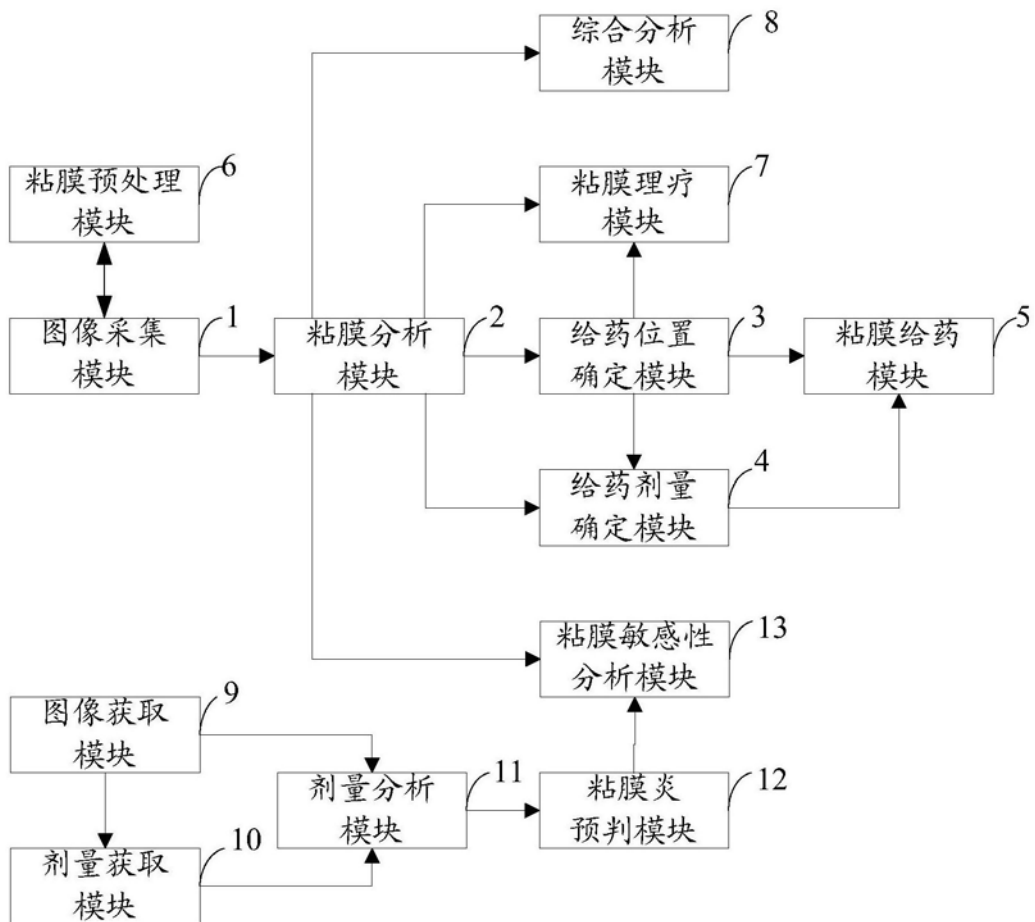 综合分析
模块
8
粘膜预处理
模块
6
粘膜理疗
模块
7
图像采集
模块
1
粘膜分析
模块
2
给药位置
确定模块
3
粘膜给药
模块
5
给药剂量
确定模块
4
粘膜敏感性
分析模块
13
图像获取
模块
9
剂量分析
模块
11
粘膜炎
预判模块
12
剂量获取
模块
10